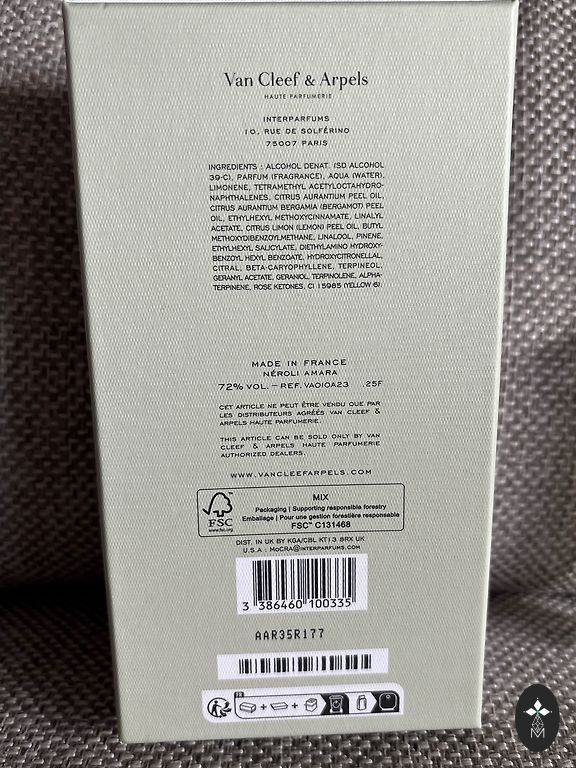 Van Cleef & Arpels
HAUTE PARFUMERIE
INTERPARFUMS
10, RUE DE SOLFÉRINO
75007 PARIS
INGREDIENTS : ALCOHOL DENAT. (SD ALCOHOL
39-C), PARFUM (FRAGRANCE), AQUA (WATER),
LIMONENE, TETRAMETHYL ACETYLOCTAHYDRO-
NAPHTHALENES, CITRUS AURANTIUM PEEL OIL,
CITRUS AURANTIUM BERGAMIA (BERGAMOT) PEEL
OIL, ETHYLHEXYL METHOXYCINNAMATE, LINALYL
ACETATE, CITRUS LIMON (LEMON) PEEL OIL, BUTYL
METHOXYDIBENZOYLMETHANE, LINALOOL, PINENE,
ETHYLHEXYL SALICYLATE, DIETHYLAMINO HYDROXY-
BENZOYL HEXYL BENZOATE, HYDROXYCITRONELLAL,
CITRAL, BETA-CARYOPHYLLENE, TERPINEOL,
GERANYL ACETATE, GERANIOL, TERPINOLENE, ALPHA-
TERPINENE, ROSE KETONES, CI 15985 (YELLOW 6).
MADE IN FRANCE
NÉROLI AMARA
72% VOL. – REF. VA010A23 25F
CET ARTICLE NE PEUT ÊTRE VENDU QUE PAR
LES DISTRIBUTEURS AGRÉÉS VAN CLEEF &
ARPELS HAUTE PARFUMERIE.
THIS ARTICLE CAN BE SOLD ONLY BY VAN
CLEEF & ARPELS HAUTE PARFUMERIE
AUTHORIZED DEALERS.
WWW.VANCLEEFARPELS.COM
FSC
www.fsc.org
MIX
Packaging | Supporting responsible forestry
Emballage | Pour une gestion forestière responsable
FSC™ C131468
DIST. IN UK BY KGA/CBL KT13 8RX UK
U.S.A : MOCRA@INTERPARFUMS.COM
3 386460 100335
AAR35R177
FR
+ +
M